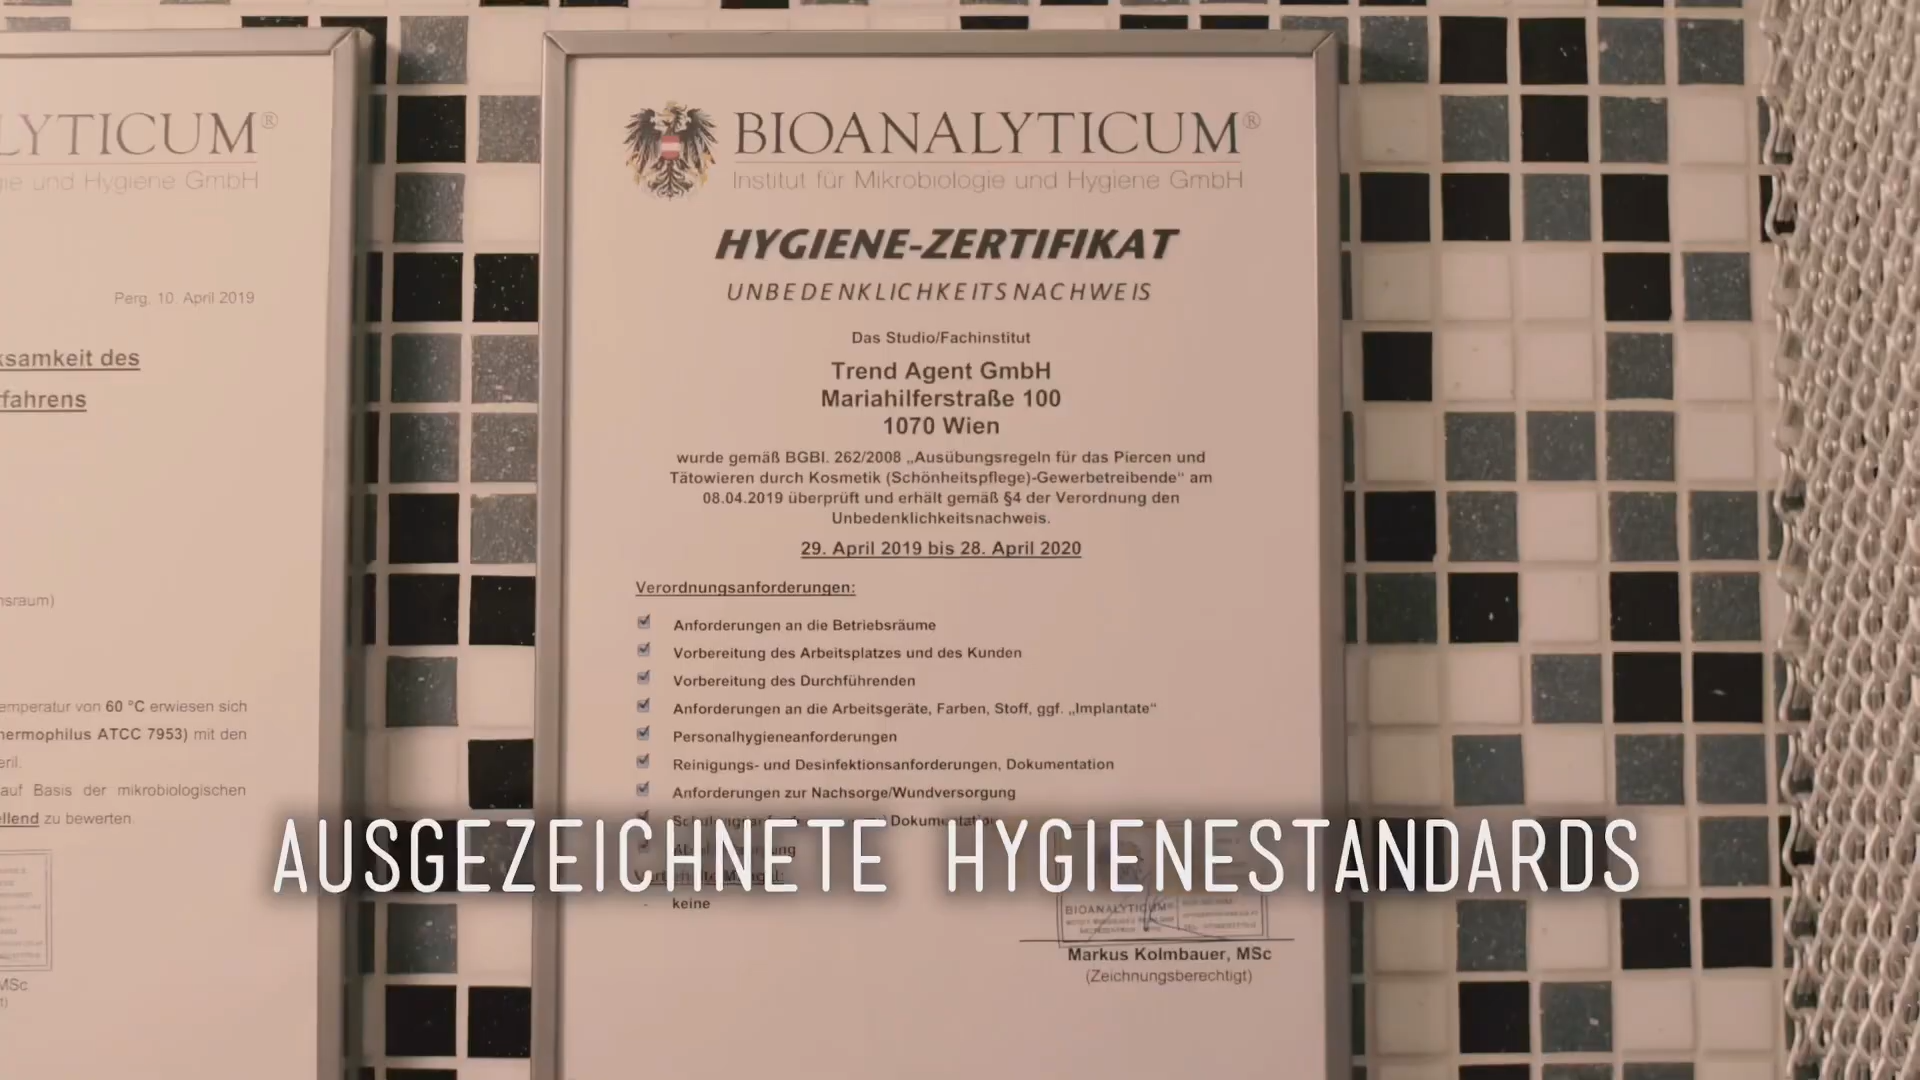 LYTICUM®
gie und Hygiene GmbH
Perg, 10. April 2019
ksamkeit des
fahrens
nsraum)
emperatur von 60 °C erwiesen sich
hermophilus ATCC 7953) mit den
eril.
auf Basis der mikrobiologischen
ellend zu bewerten.
MSc
BIOANALYTICUM®
Institut für Mikrobiologie und Hygiene GmbH
HYGIENE-ZERTIFIKAT
UNBEDENKLICHKEITSNACHWEIS
Das Studio/Fachinstitut
Trend Agent GmbH
Mariahilferstraße 100
1070 Wien
wurde gemäß BGBl. 262/2008 „Ausübungsregeln für das Piercen und
Tätowieren durch Kosmetik (Schönheitspflege)-Gewerbetreibende“ am
08.04.2019 überprüft und erhält gemäß §4 der Verordnung den
Unbedenklichkeitsnachweis.
29. April 2019 bis 28. April 2020
Verordnungsanforderungen:
Anforderungen an die Betriebsräume
Vorbereitung des Arbeitsplatzes und des Kunden
Vorbereitung des Durchführenden
Anforderungen an die Arbeitsgeräte, Farben, Stoff, ggf. „Implantate“
Personalhygieneanforderungen
Reinigungs- und Desinfektionsanforderungen, Dokumentation
Anforderungen zur Nachsorge/Wundversorgung
Dokumentation
AUSGEZEICHNETE HYGIENESTANDARDS
- keine
BIOANALYTICUM®
Markus Kolmbauer, MSc
(Zeichnungsberechtigt)